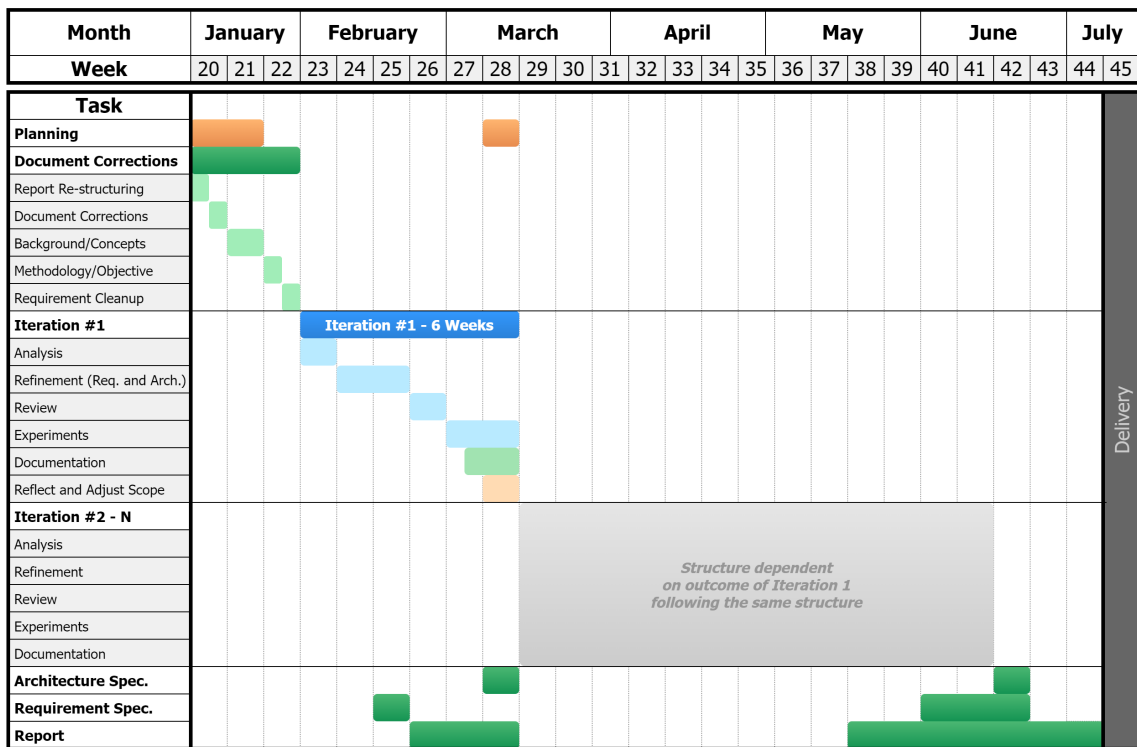 Month January February March April May June July
Week 20 21 22 23 24 25 26 27 28 29 30 31 32 33 34 35 36 37 38 39 40 41 42 43 44 45
Task
Planning
Document Corrections
Report Re-structuring
Document Corrections
Background/Concepts
Methodology/Objective
Requirement Cleanup
Iteration #1 Iteration #1 - 6 Weeks
Analysis
Refinement (Req. and Arch.)
Review
Experiments
Documentation
Reflect and Adjust Scope
Iteration #2 - N
Analysis
Refinement
Review
Experiments
Documentation
Structure dependent
on outcome of Iteration 1
following the same structure
Architecture Spec.
Requirement Spec.
Report
Delivery